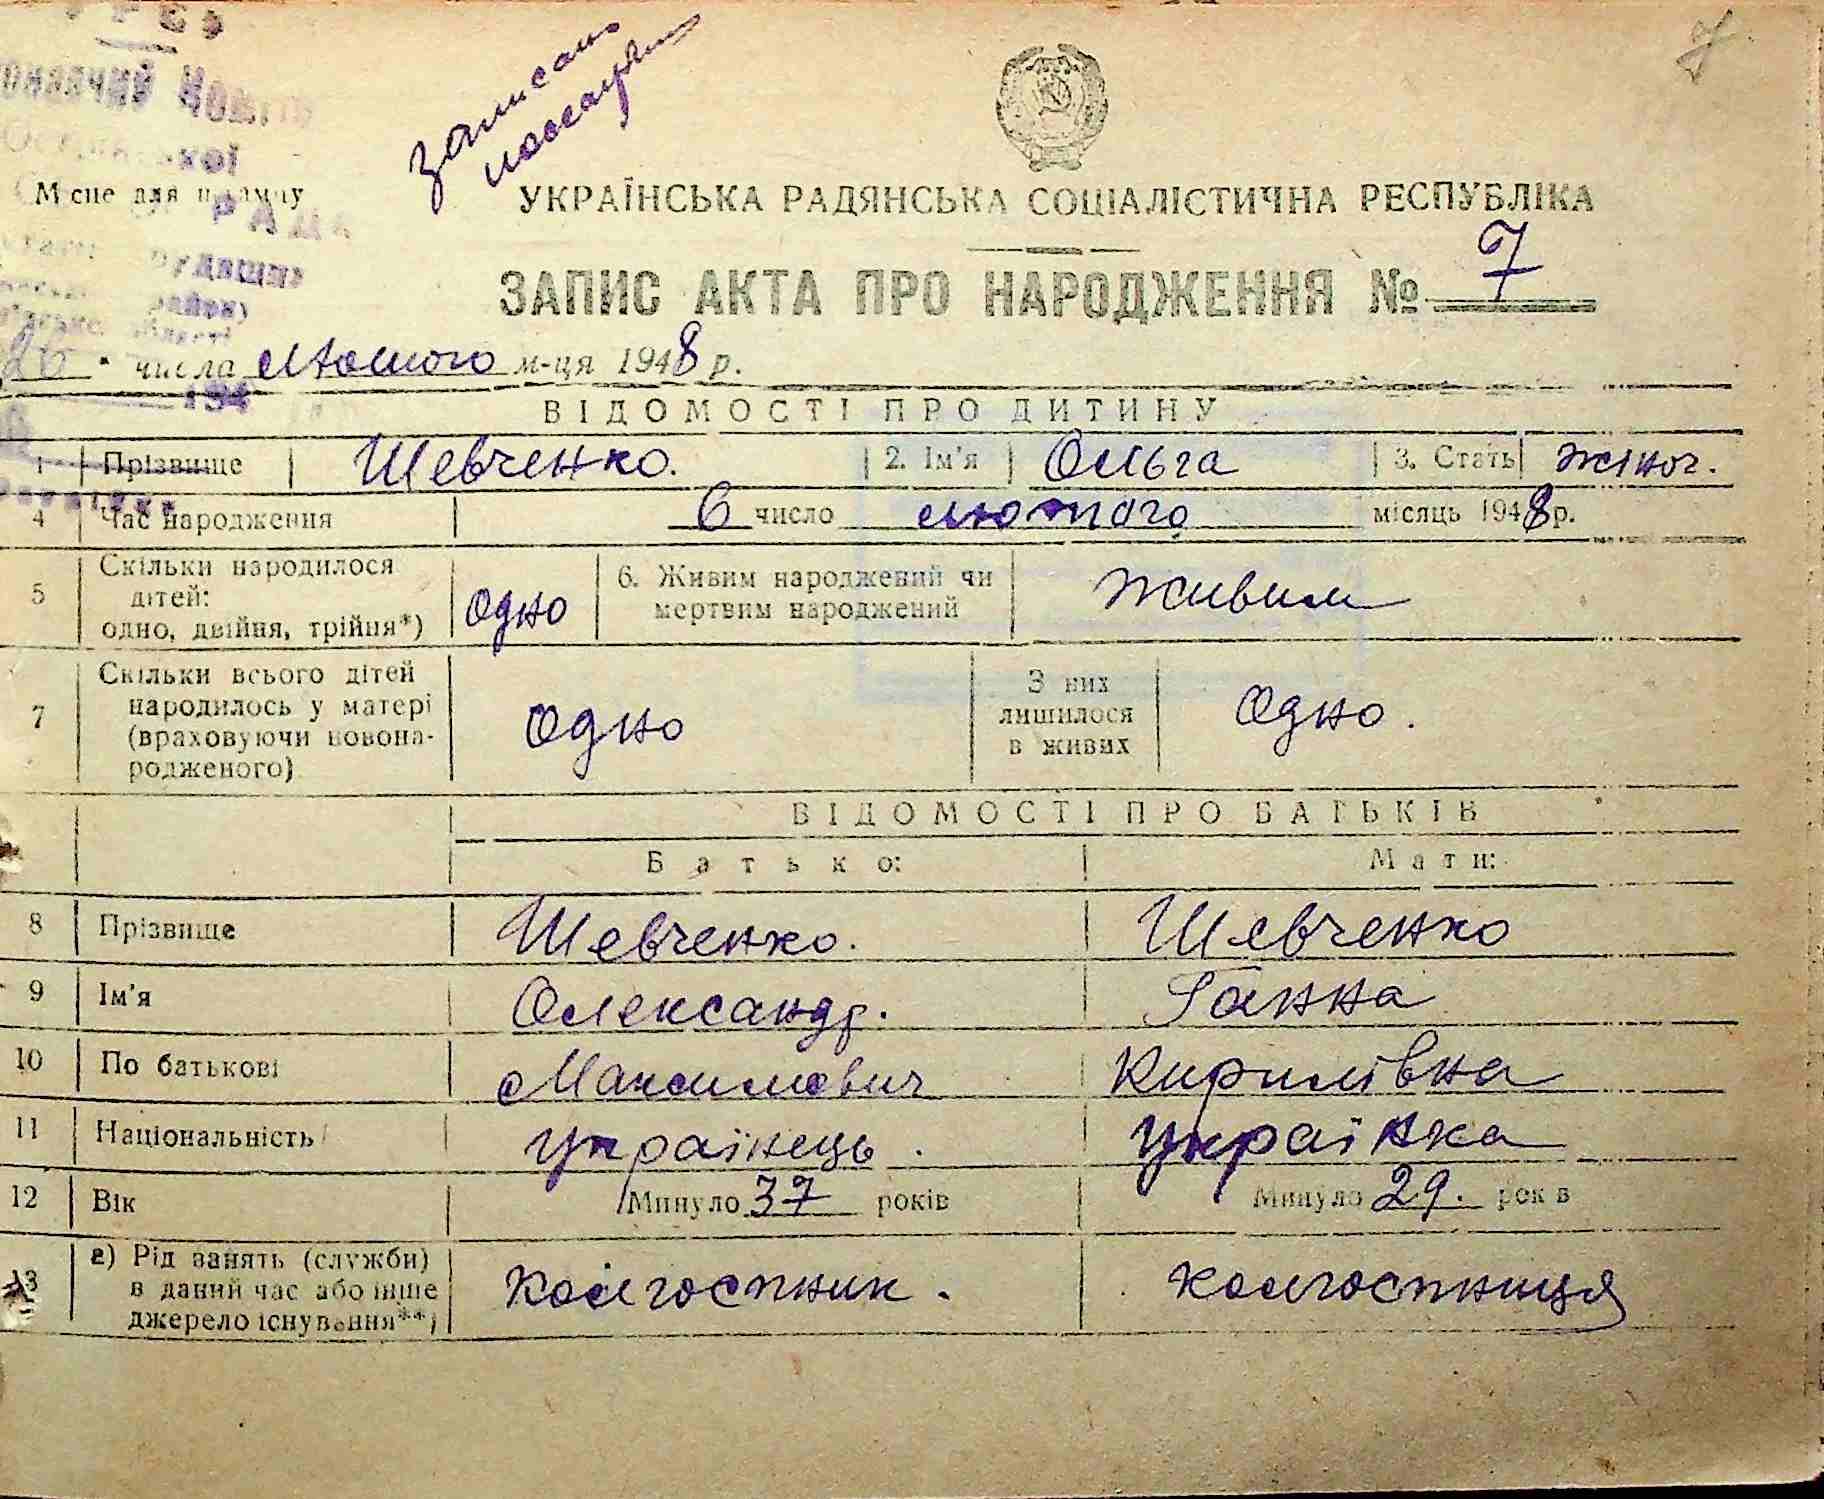 записано
7
Місце для штампу
УКРАЇНСЬКА РАДЯНСЬКА СОЦІАЛІСТИЧНА РЕСПУБЛІКА
ЗАПИС АКТА ПРО НАРОДЖЕННЯ № 7
26 числа лютого м-ця 1948 р.
194
ВІДОМОСТІ ПРО ДИТИНУ
1 Прізвище Шевченко. 2. Ім'я Ольга 3. Стать жіноч.
4 Час народження 6 число лютого місяць 1948 р.
5 Скільки народилося дітей: одно, двійня, трійня*) одно 6. Живим народжений чи мертвим народжений живим
7 Скільки всього дітей народилось у матері (враховуючи новонародженого) одно З них лишилося в живих одно.
ВІДОМОСТІ ПРО БАТЬКІВ
Батько: Мати:
8 Прізвище Шевченко. Шевченко
9 Ім'я Олександр. Ганна
10 По батькові Максимович Кирилівна
11 Національність українець. українка
12 Вік Минуло 37 років Минуло 29. років
13 а) Рід занять (служби) в даний час або інше джерело існування**) колгоспник. колгоспниця